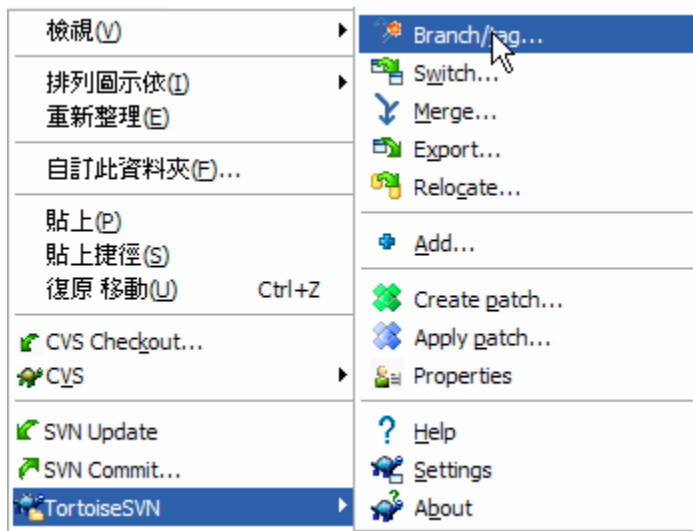 檢視(V)
排列圖示依(I)
重新整理(E)
自訂此資料夾(F)...
貼上(P)
貼上捷徑(S)
復原 移動(U) Ctrl+Z
CVS Checkout...
CVS
SVN Update
SVN Commit...
TortoiseSVN
Branch/tag...
Switch...
Merge...
Export...
Relocate...
Add...
Create patch...
Apply patch...
Properties
Help
Settings
About